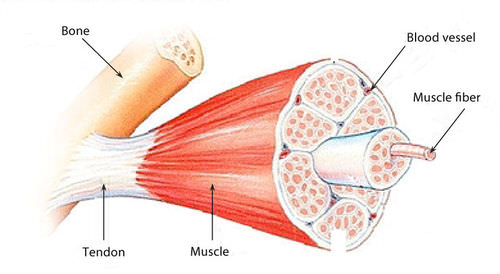 Bone
Blood vessel
Muscle fiber
Tendon
Muscle